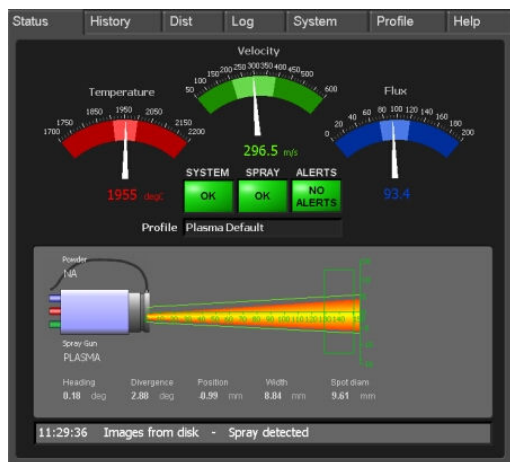 Status History Dist Log System Profile Help
Velocity
50 100 150 200 250 300 350 400 450 500 600
Temperature
1700 1750 1850 1950 2050 2150 2200
Flux
0 20 40 60 80 100 120 140 160 180 200
296.5 m/s
1955 degC
93.4
SYSTEM SPRAY ALERTS
OK OK NO ALERTS
Profile Plasma Default
Powder
NA
Spray Gun
PLASMA
Heading Divergence Position Width Spot diam
0.18 deg 2.88 deg -0.99 mm 8.84 mm 9.61 mm
11:29:36 Images from disk - Spray detected